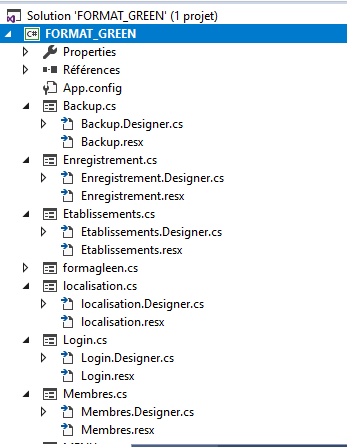 Solution 'FORMAT_GREEN' (1 projet)
C# FORMAT_GREEN
Properties
Références
App.config
Backup.cs
Backup.Designer.cs
Backup.resx
Enregistrement.cs
Enregistrement.Designer.cs
Enregistrement.resx
Etablissements.cs
Etablissements.Designer.cs
Etablissements.resx
formagleen.cs
localisation.cs
localisation.Designer.cs
localisation.resx
Login.cs
Login.Designer.cs
Login.resx
Membres.cs
Membres.Designer.cs
Membres.resx